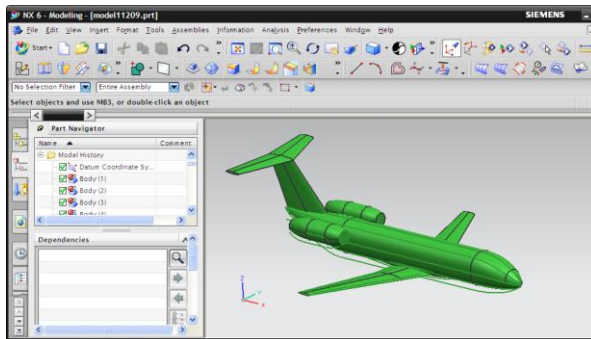 NX 6 - Modeling - [model11209.prt]
SIEMENS
File Edit View Insert Format Tools Assemblies Information Analysis Preferences Window Help
Start
No Selection Filter Entire Assembly
Select objects and use MB3, or double-click an object
Part Navigator
Name Comment
Model History
Datum Coordinate Sy...
Body (1)
Body (2)
Body (3)
Body (4)
Dependencies
Z
Y
X